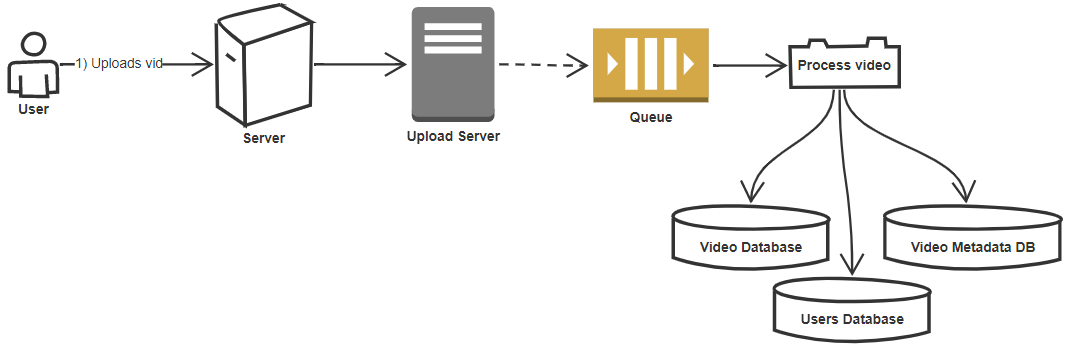 1) Uploads vid
User
Server
Upload Server
Queue
Process video
Video Database
Video Metadata DB
Users Database